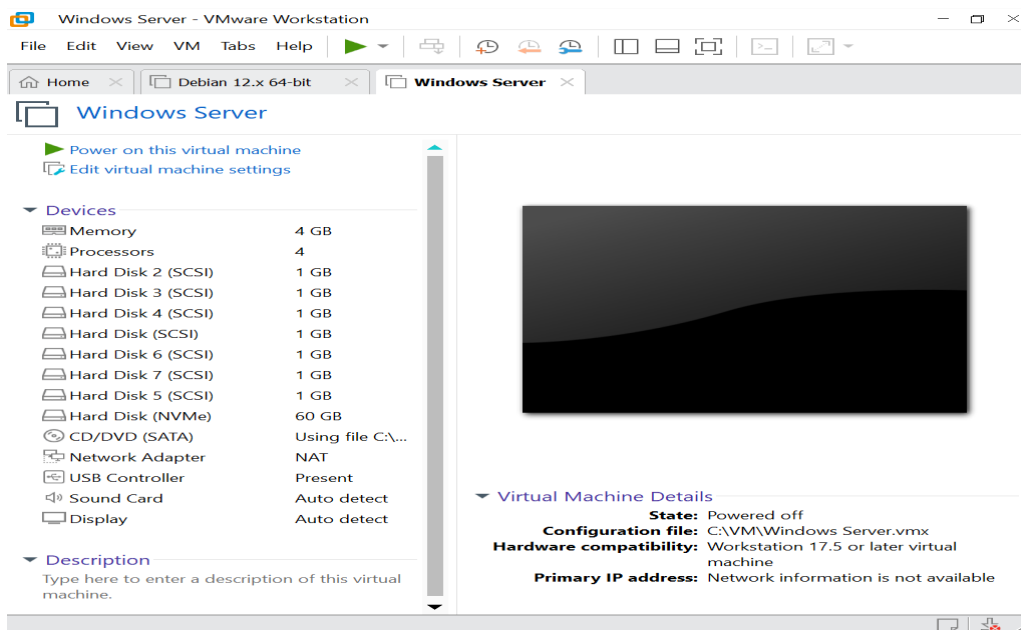 Windows Server - VMware Workstation
File Edit View VM Tabs Help
Home Debian 12.x 64-bit Windows Server
Windows Server
Power on this virtual machine
Edit virtual machine settings
Devices
Memory 4 GB
Processors 4
Hard Disk 2 (SCSI) 1 GB
Hard Disk 3 (SCSI) 1 GB
Hard Disk 4 (SCSI) 1 GB
Hard Disk (SCSI) 1 GB
Hard Disk 6 (SCSI) 1 GB
Hard Disk 7 (SCSI) 1 GB
Hard Disk 5 (SCSI) 1 GB
Hard Disk (NVMe) 60 GB
CD/DVD (SATA) Using file C:\...
Network Adapter NAT
USB Controller Present
Sound Card Auto detect
Display Auto detect
Description
Type here to enter a description of this virtual
machine.
Virtual Machine Details
State: Powered off
Configuration file: C:\VM\Windows Server.vmx
Hardware compatibility: Workstation 17.5 or later virtual
machine
Primary IP address: Network information is not available